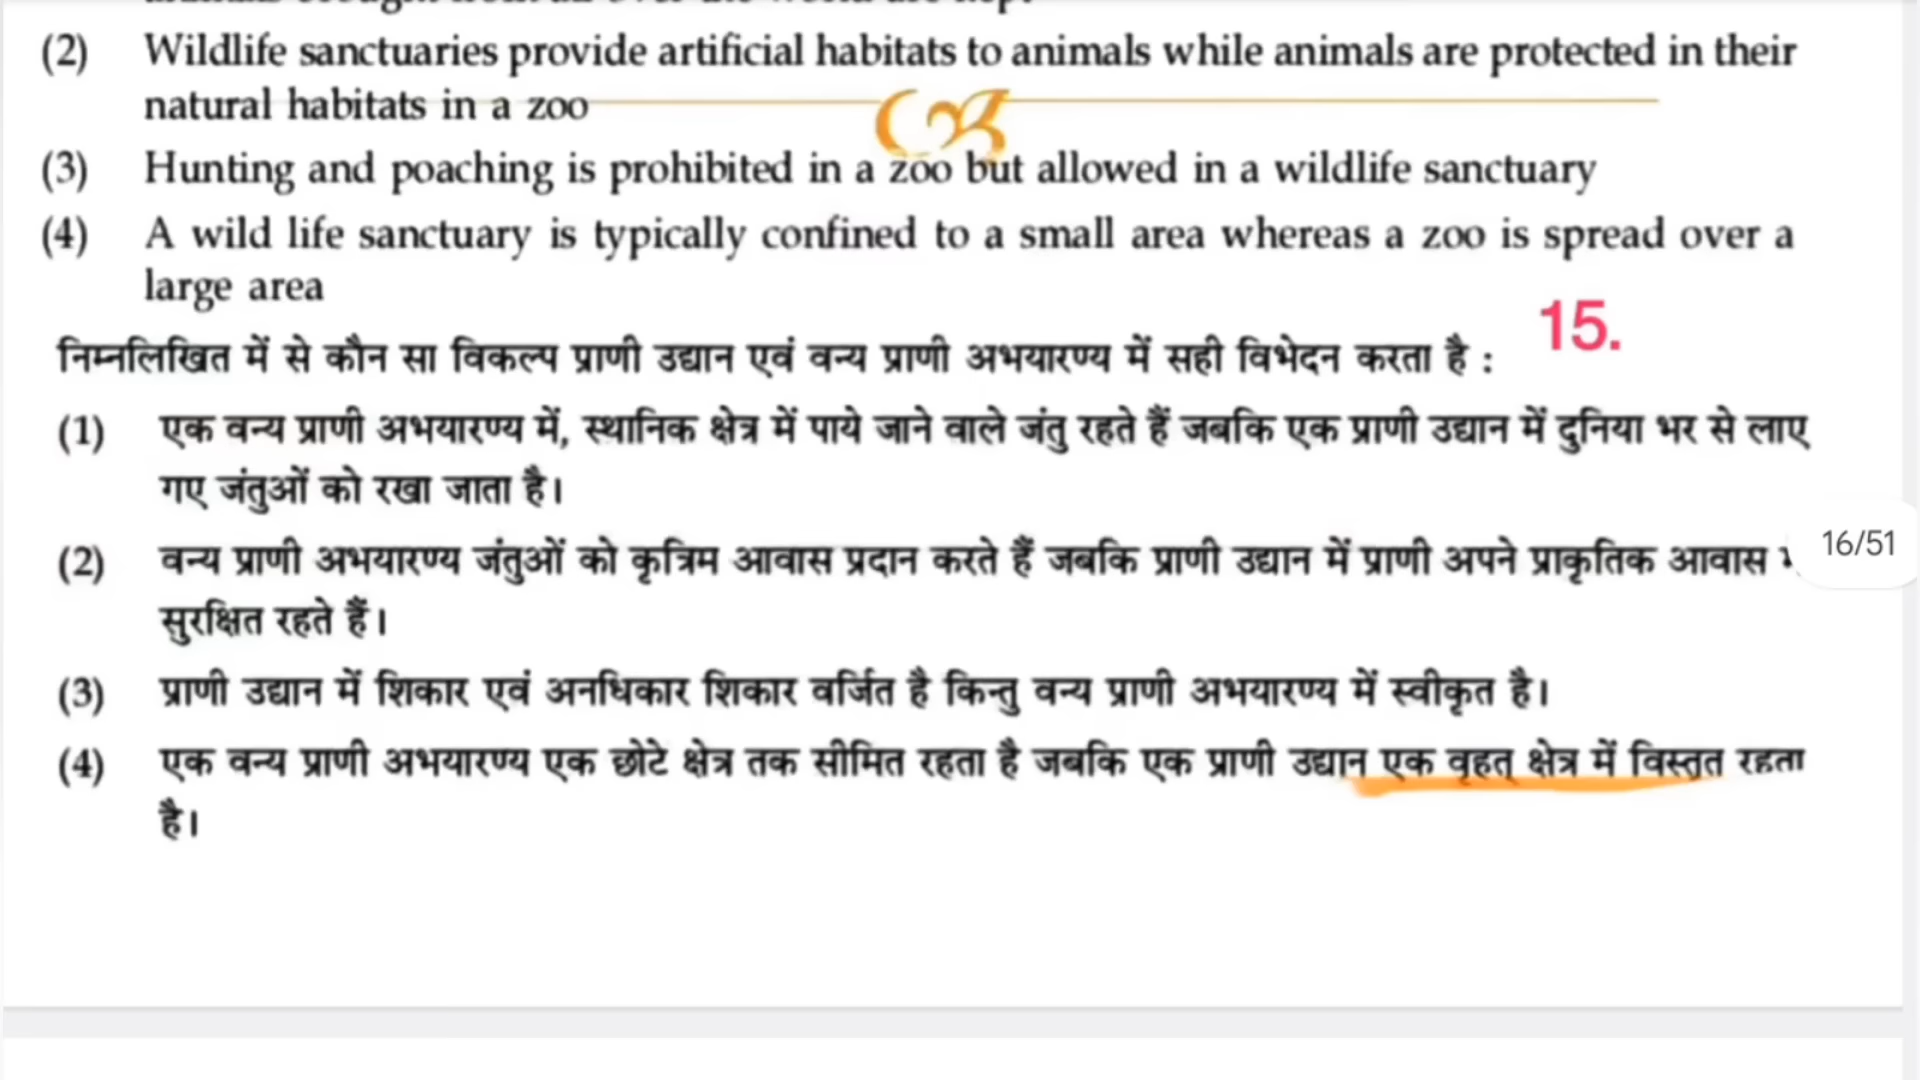 (2) Wildlife sanctuaries provide artificial habitats to animals while animals are protected in their
natural habitats in a zoo
(3) Hunting and poaching is prohibited in a zoo but allowed in a wildlife sanctuary
(4) A wild life sanctuary is typically confined to a small area whereas a zoo is spread over a
large area
15.
निम्नलिखित में से कौन सा विकल्प प्राणी उद्यान एवं वन्य प्राणी अभयारण्य में सही विभेदन करता है :
(1) एक वन्य प्राणी अभयारण्य में, स्थानिक क्षेत्र में पाये जाने वाले जंतु रहते हैं जबकि एक प्राणी उद्यान में दुनिया भर से लाए
गए जंतुओं को रखा जाता है।
(2) वन्य प्राणी अभयारण्य जंतुओं को कृत्रिम आवास प्रदान करते हैं जबकि प्राणी उद्यान में प्राणी अपने प्राकृतिक आवास
16/51
सुरक्षित रहते हैं।
(3) प्राणी उद्यान में शिकार एवं अनधिकार शिकार वर्जित है किन्तु वन्य प्राणी अभयारण्य में स्वीकृत है।
(4) एक वन्य प्राणी अभयारण्य एक छोटे क्षेत्र तक सीमित रहता है जबकि एक प्राणी उद्यान एक वृहत् क्षेत्र में विस्तृत रहता
है।